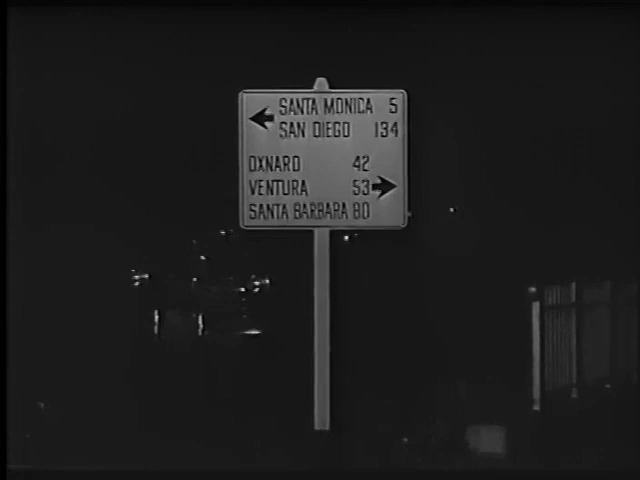 SANTA MONICA 5
SAN DIEGO 134
OXNARD 42
VENTURA 53
SANTA BARBARA 80